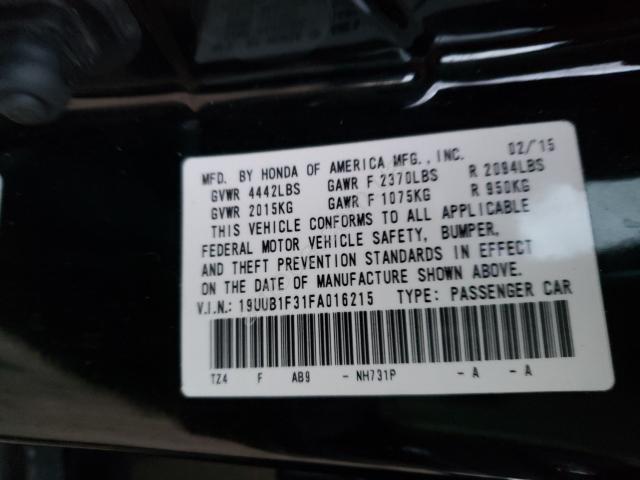 MFD. BY HONDA OF AMERICA MFG., INC. 02/'15
GVWR 4442LBS GAWR F 2370LBS R 2094LBS
GVWR 2015KG GAWR F 1075KG R 950KG
THIS VEHICLE CONFORMS TO ALL APPLICABLE
FEDERAL MOTOR VEHICLE SAFETY, BUMPER,
AND THEFT PREVENTION STANDARDS IN EFFECT
ON THE DATE OF MANUFACTURE SHOWN ABOVE.
V.I.N.: 19UUB1F31FA016215 TYPE: PASSENGER CAR
TZ4 F AB9 - NH731P - A - A